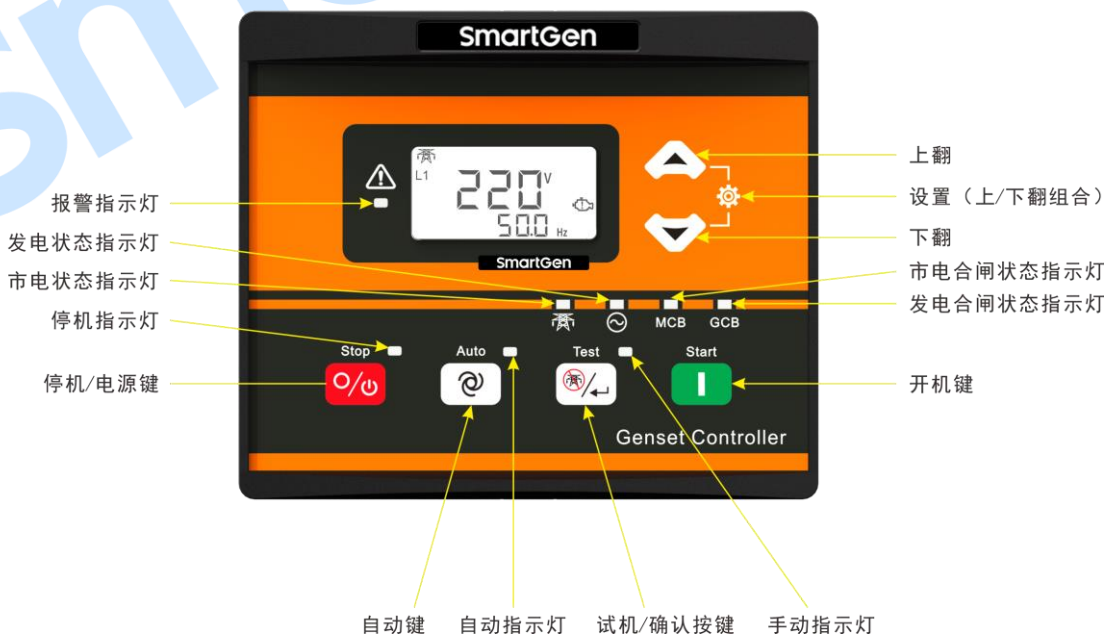 SmartGen
L1
220V
50.0 Hz
SmartGen
MCB
GCB
Stop
Auto
Test
Start
Genset Controller
报警指示灯
发电状态指示灯
市电状态指示灯
停机指示灯
停机/电源键
上翻
设置（上/下翻组合）
下翻
市电合闸状态指示灯
发电合闸状态指示灯
开机键
自动键
自动指示灯
试机/确认按键
手动指示灯